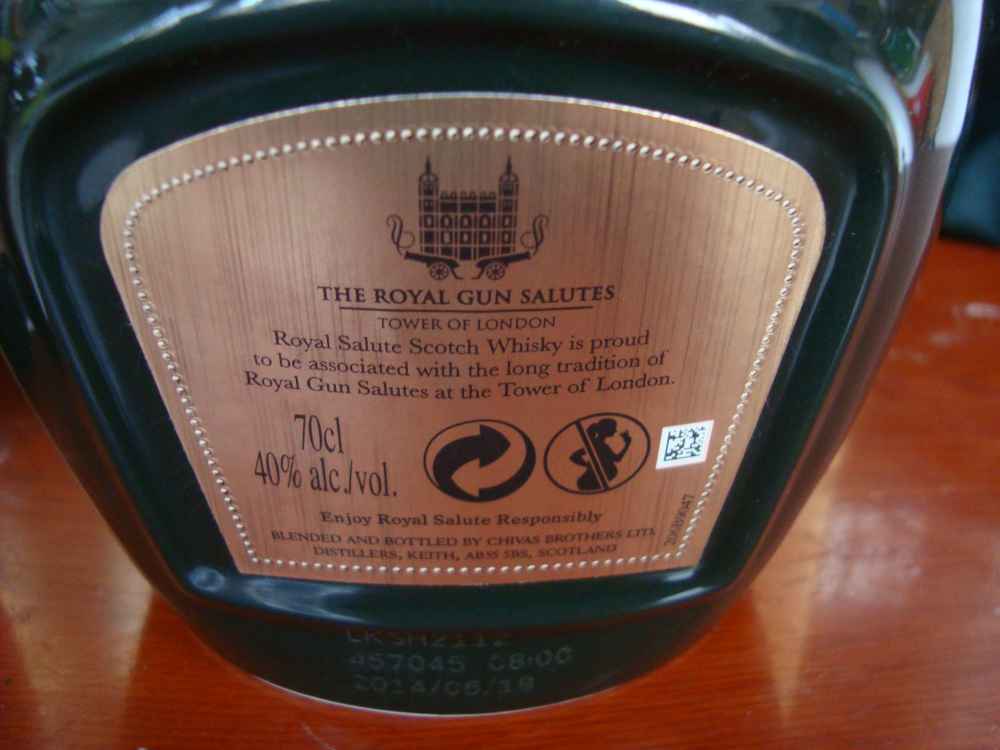 THE ROYAL GUN SALUTES
TOWER OF LONDON
Royal Salute Scotch Whisky is proud
to be associated with the long tradition of
Royal Gun Salutes at the Tower of London.
70cl
40% alc./vol.
Enjoy Royal Salute Responsibly
BLENDED AND BOTTLED BY CHIVAS BROTHERS LTD.
DISTILLERS, KEITH, AB55 5BS, SCOTLAND
LKSH2112
457045 08:00
2014/06/18